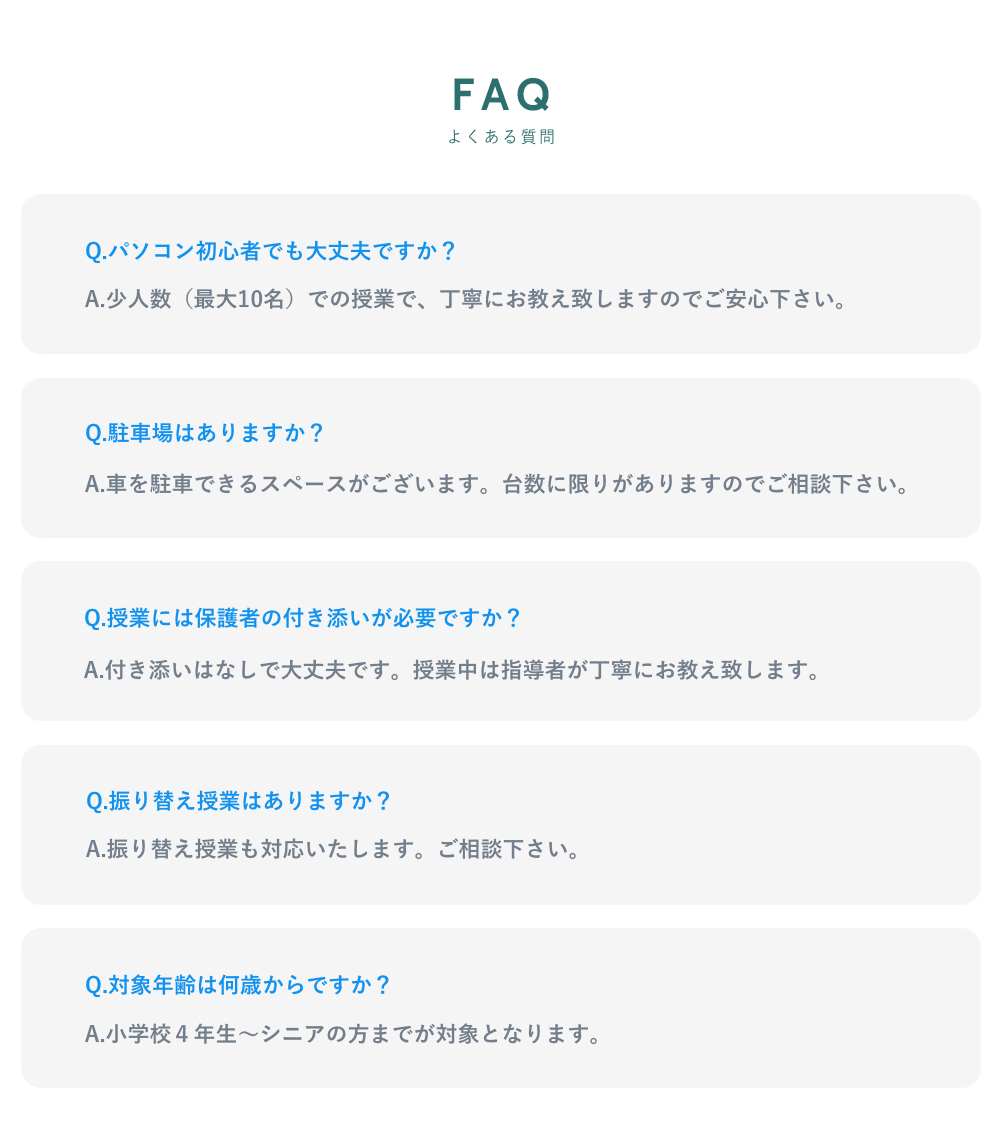 FAQ
よくある質問
Q.パソコン初心者でも大丈夫ですか？
A.少人数（最大10名）での授業で、丁寧にお教え致しますのでご安心下さい。
Q.駐車場はありますか？
A.車を駐車できるスペースがございます。台数に限りがありますのでご相談下さい。
Q.授業には保護者の付き添いが必要ですか？
A.付き添いはなしで大丈夫です。授業中は指導者が丁寧にお教え致します。
Q.振り替え授業はありますか？
A.振り替え授業も対応いたします。ご相談下さい。
Q.対象年齢は何歳からですか？
A.小学校４年生〜シニアの方までが対象となります。